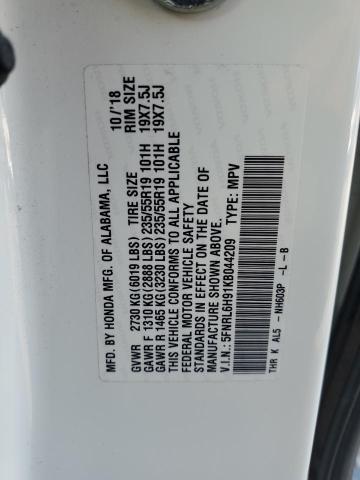 MFD. BY HONDA MFG. OF ALABAMA, LLC 10/'18
TIRE SIZE RIM SIZE
GVWR 2730 KG(6019 LBS)
GAWR F 1310 KG(2888 LBS) 235/55R19 101H 19X7.5J
GAWR R 1465 KG(3230 LBS) 235/55R19 101H 19X7.5J
THIS VEHICLE CONFORMS TO ALL APPLICABLE
FEDERAL MOTOR VEHICLE SAFETY
STANDARDS IN EFFECT ON THE DATE OF
MANUFACTURE SHOWN ABOVE.
V.I.N.: 5FNRL6H91KB044209 TYPE: MPV
THR K AL5 - NH603P -L -B